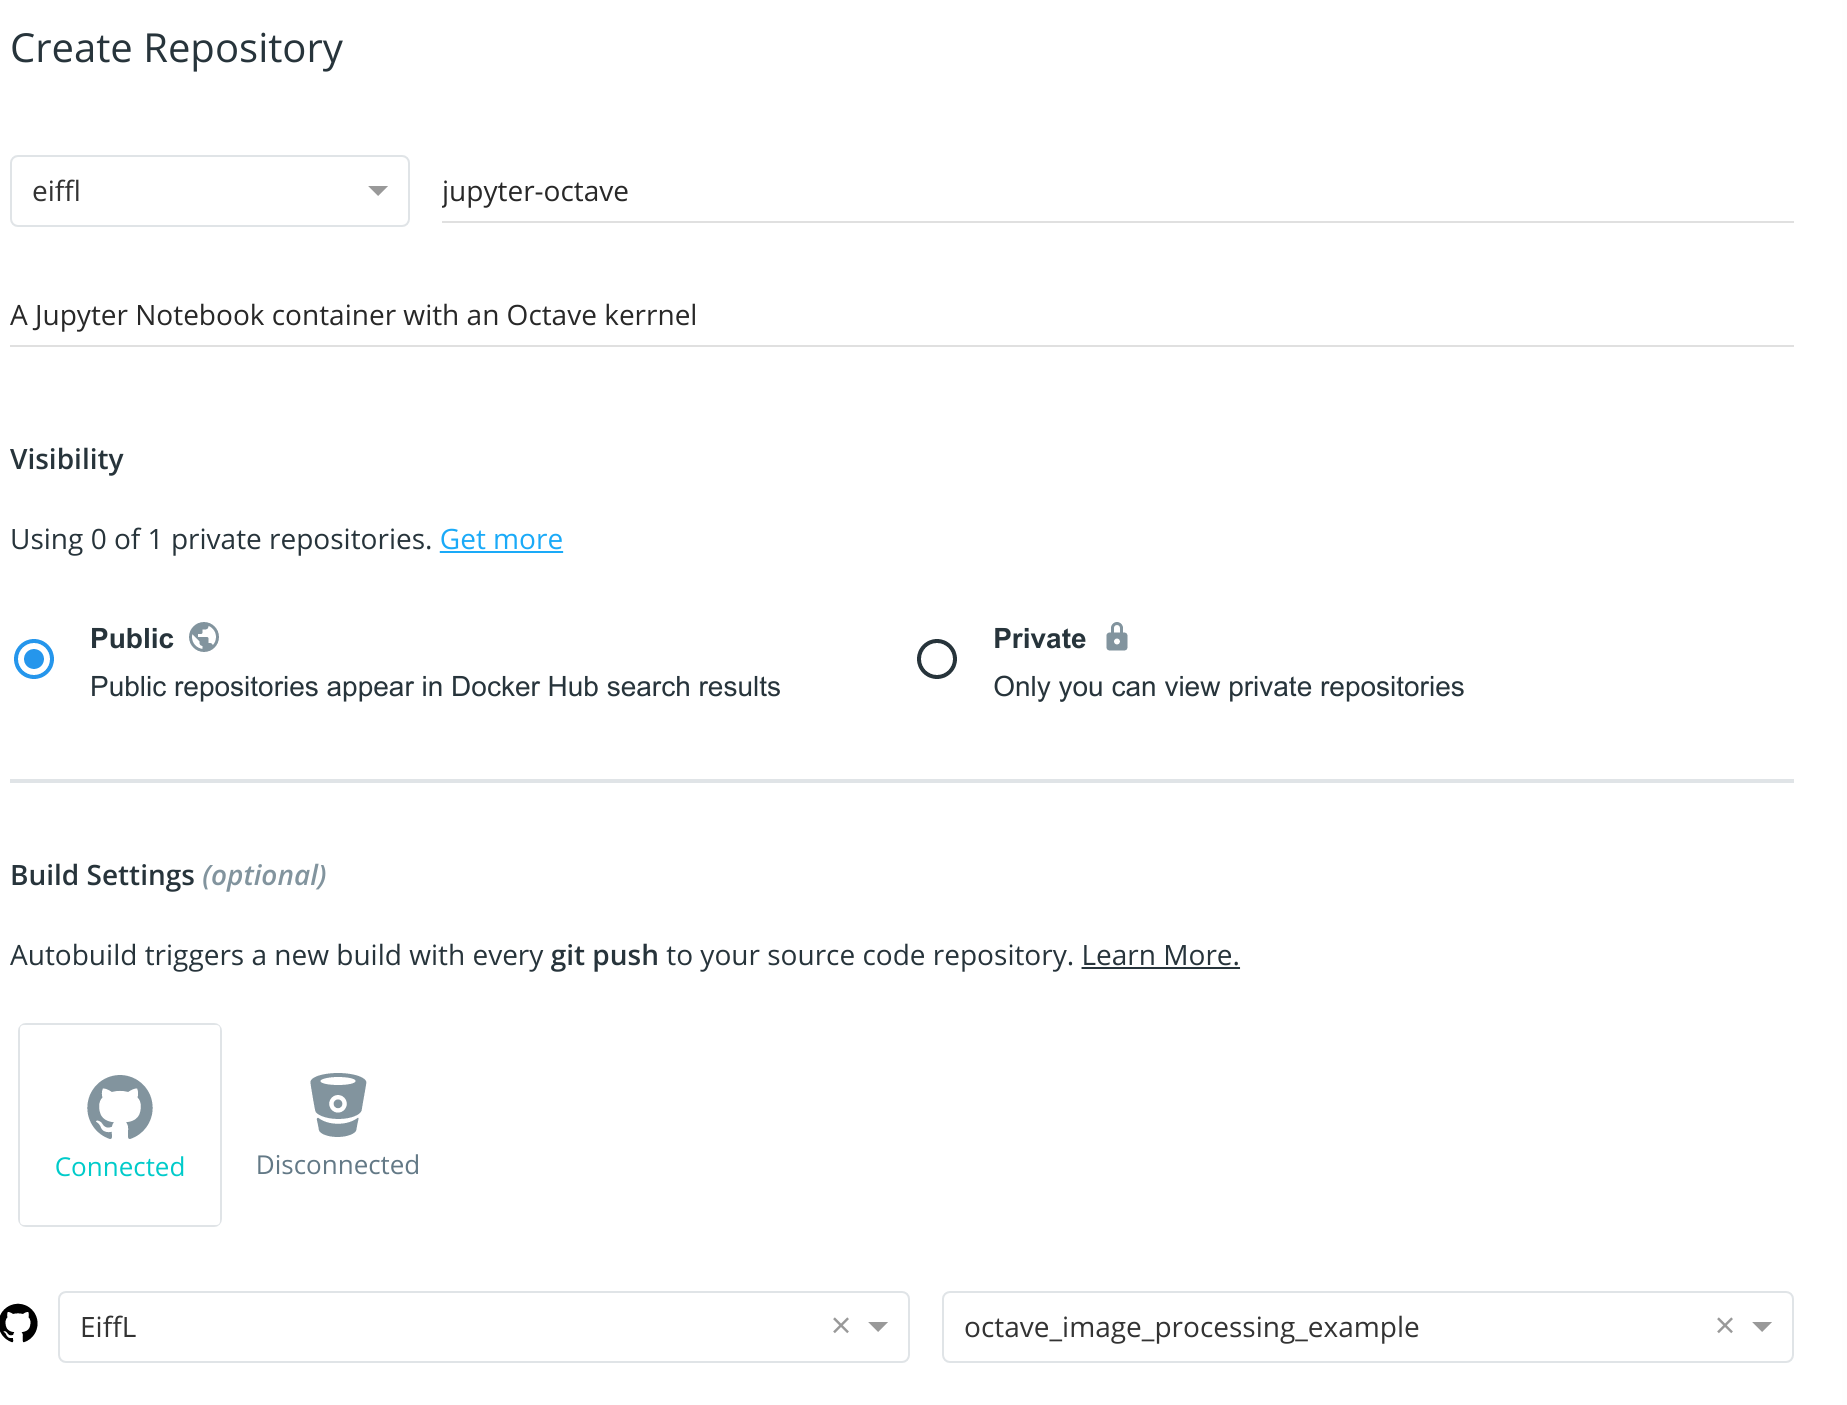 Create Repository
eiffl
jupyter-octave
A Jupyter Notebook container with an Octave kerrnel
Visibility
Using 0 of 1 private repositories. Get more
Public
Public repositories appear in Docker Hub search results
Private
Only you can view private repositories
Build Settings (optional)
Autobuild triggers a new build with every git push to your source code repository. Learn More.
Connected
Disconnected
EiffL
octave_image_processing_example